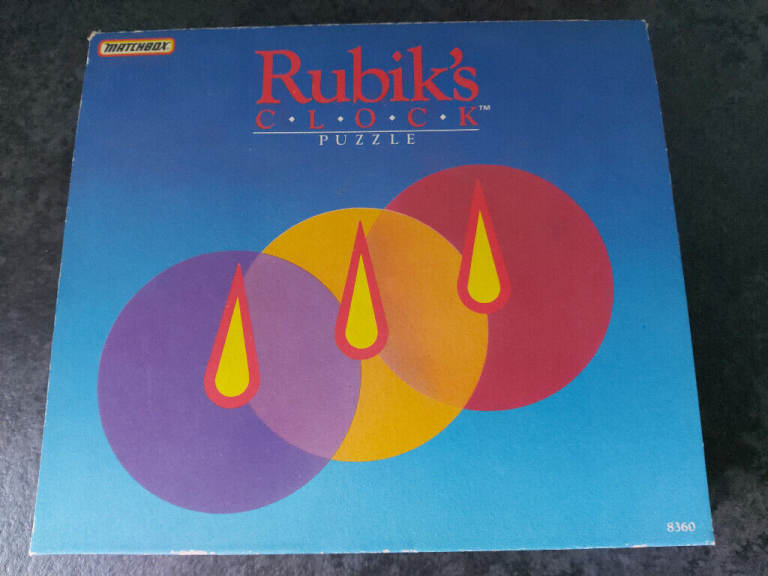 MATCHBOX
Rubik's
C·L·O·C·K™
PUZZLE
8360